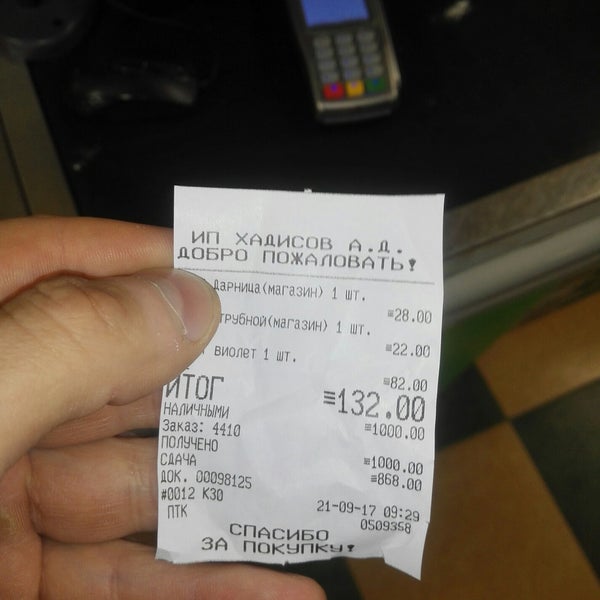 ИП ХАДИСОВ А.Д.
ДОБРО ПОЖАЛОВАТЬ!
Дарница(магазин) 1 шт.
≡28.00
трубной(магазин) 1 шт.
≡22.00
виолет 1 шт.
≡82.00
ИТОГ ≡132.00
НАЛИЧНЫМИ ≡1000.00
Заказ: 4410
ПОЛУЧЕНО ≡1000.00
СДАЧА ≡868.00
ДОК. 00098125
#0012 К30 21-09-17 09:29
ПТК 0509358
СПАСИБО
ЗА ПОКУПКУ!